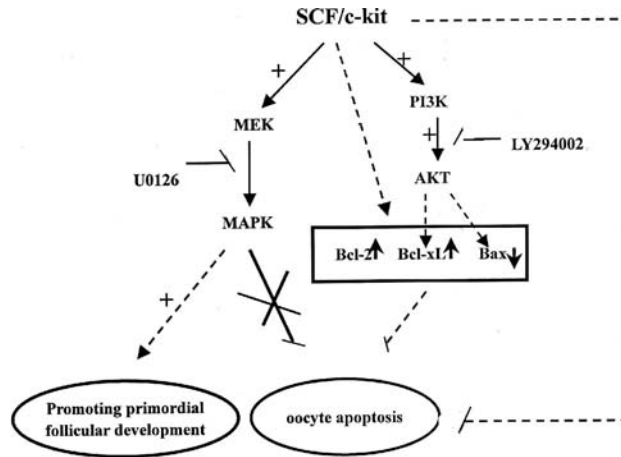 SCF/c-kit
+
+
PI3K
MEK
+
LY294002
U0126
AKT
MAPK
Bcl-2 Bcl-xL Bax
+
Promoting primordial
follicular development
oocyte apoptosis